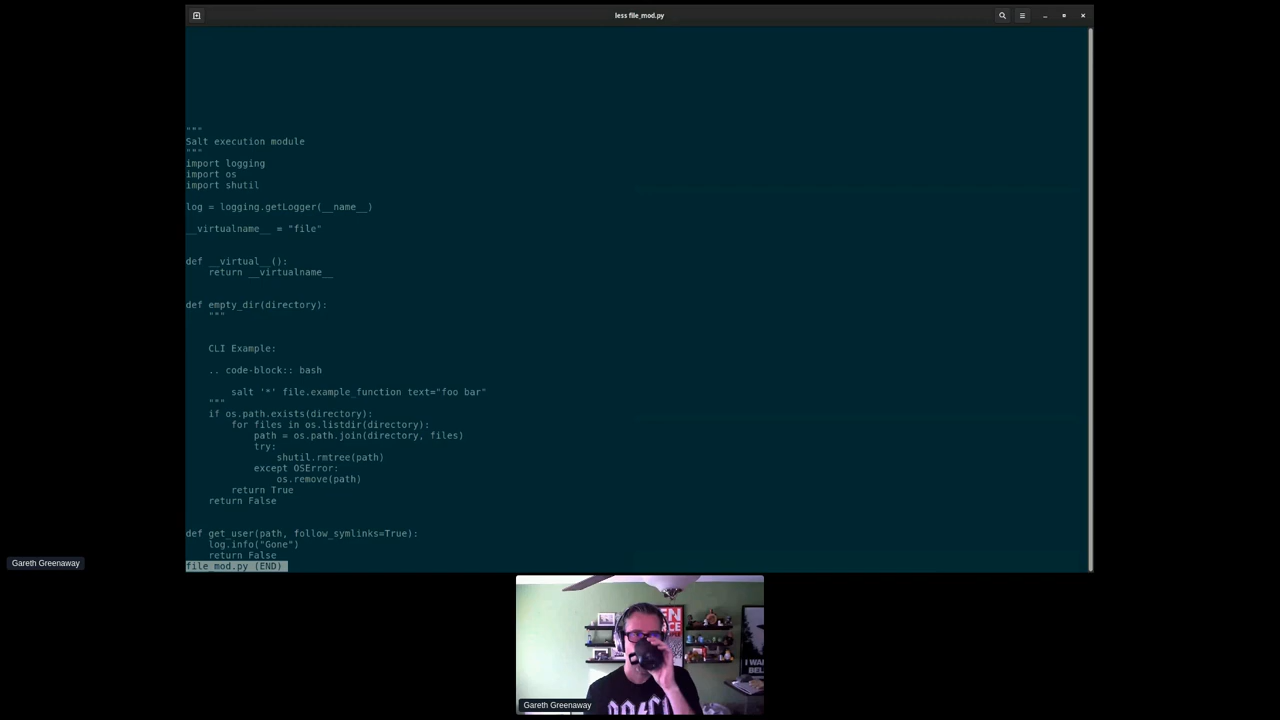 less file_mod.py
"""
Salt execution module
"""
import logging
import os
import shutil
log = logging.getLogger(__name__)
__virtualname__ = "file"
def __virtual__():
    return __virtualname__
def empty_dir(directory):
    """
    CLI Example:
    .. code-block:: bash
        salt '*' file.example_function text="foo bar"
    """
    if os.path.exists(directory):
        for files in os.listdir(directory):
            path = os.path.join(directory, files)
            try:
                shutil.rmtree(path)
            except OSError:
                os.remove(path)
        return True
    return False
def get_user(path, follow_symlinks=True):
    log.info("Gone")
    return False
file_mod.py (END)
Gareth Greenaway
I WA
BEL
Gareth Greenaway